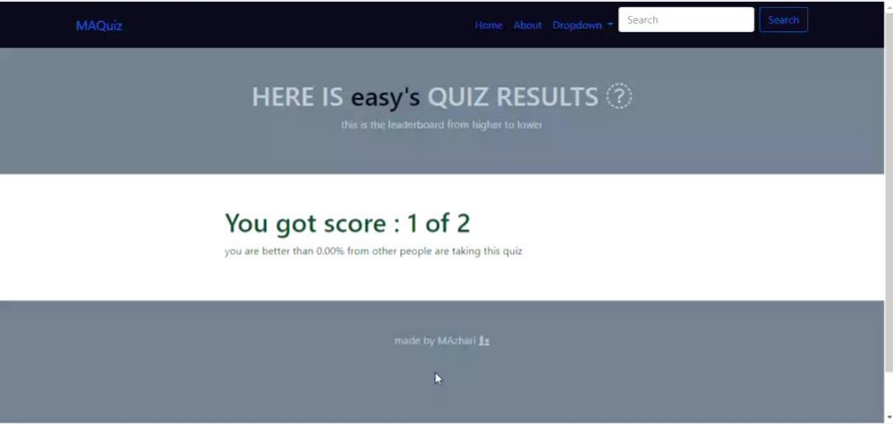 MAQuiz
Home About Dropdown Search Search
HERE IS easy's QUIZ RESULTS ?
this is the leaderboard from higher to lower
You got score : 1 of 2
you are better than 0.00% from other people are taking this quiz
made by MAzhari